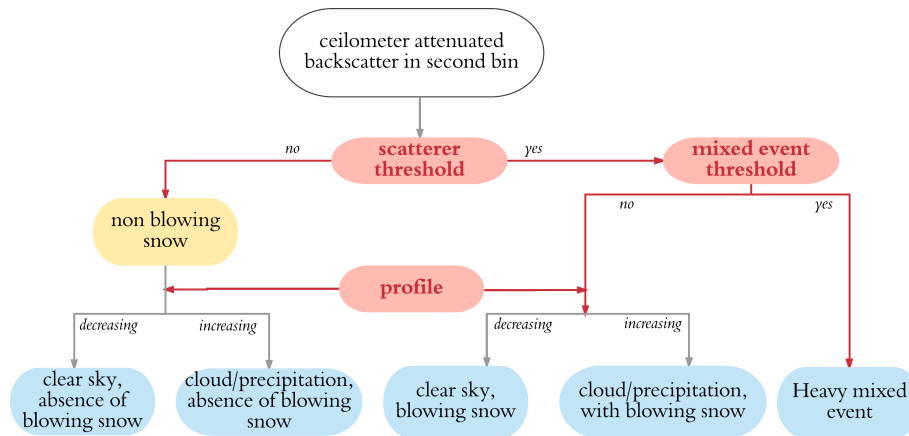 ceilometer attenuated
backscatter in second bin
no
scatterer
threshold
yes
mixed event
threshold
non blowing
snow
no
yes
profile
decreasing
increasing
decreasing
increasing
clear sky,
absence of
blowing snow
cloud/precipitation,
absence of blowing
snow
clear sky,
blowing snow
cloud/precipitation,
with blowing snow
Heavy mixed
event